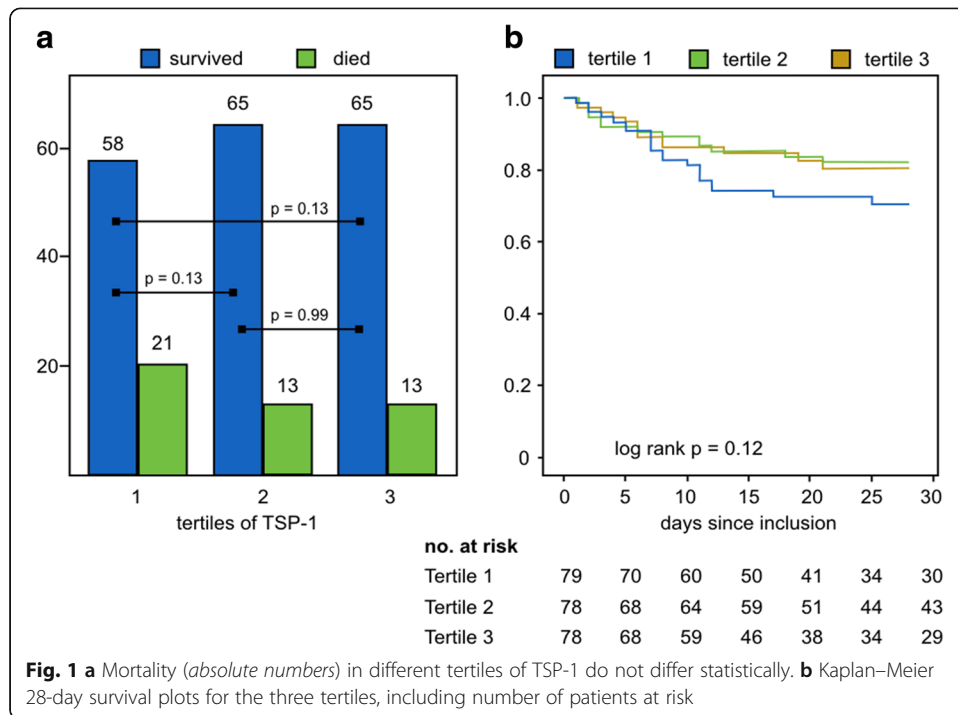 a
survived died
65 65
58
60
p = 0.13
40
p = 0.13
p = 0.99
21
20
13 13
1 2 3
tertiles of TSP-1
b
tertile 1 tertile 2 tertile 3
1.0
0.8
0.6
0.4
0.2
log rank p = 0.12
0
0 5 10 15 20 25 30
days since inclusion
no. at risk
Tertile 1 79 70 60 50 41 34 30
Tertile 2 78 68 64 59 51 44 43
Tertile 3 78 68 59 46 38 34 29
Fig. 1 a Mortality (absolute numbers) in different tertiles of TSP-1 do not differ statistically. b Kaplan–Meier
28-day survival plots for the three tertiles, including number of patients at risk